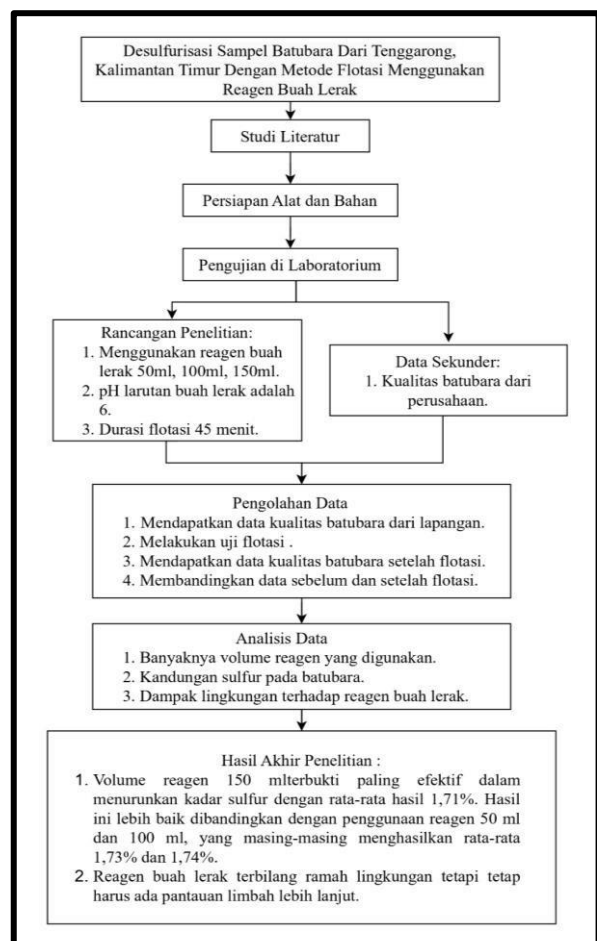 Desulfurisasi Sampel Batubara Dari Tenggarong,
Kalimantan Timur Dengan Metode Flotasi Menggunakan
Reagen Buah Lerak
Studi Literatur
Persiapan Alat dan Bahan
Pengujian di Laboratorium
Rancangan Penelitian:
1. Menggunakan reagen buah
lerak 50ml, 100ml, 150ml.
2. pH larutan buah lerak adalah
6.
3. Durasi flotasi 45 menit.
Data Sekunder:
1. Kualitas batubara dari
perusahaan.
Pengolahan Data
1. Mendapatkan data kualitas batubara dari lapangan.
2. Melakukan uji flotasi .
3. Mendapatkan data kualitas batubara setelah flotasi.
4. Membandingkan data sebelum dan setelah flotasi.
Analisis Data
1. Banyaknya volume reagen yang digunakan.
2. Kandungan sulfur pada batubara.
3. Dampak lingkungan terhadap reagen buah lerak.
Hasil Akhir Penelitian :
1. Volume reagen 150 mlterbukti paling efektif dalam
menurunkan kadar sulfur dengan rata-rata hasil 1,71%. Hasil
ini lebih baik dibandingkan dengan penggunaan reagen 50 ml
dan 100 ml, yang masing-masing menghasilkan rata-rata
1,73% dan 1,74%.
2. Reagen buah lerak terbilang ramah lingkungan tetapi tetap
harus ada pantauan limbah lebih lanjut.